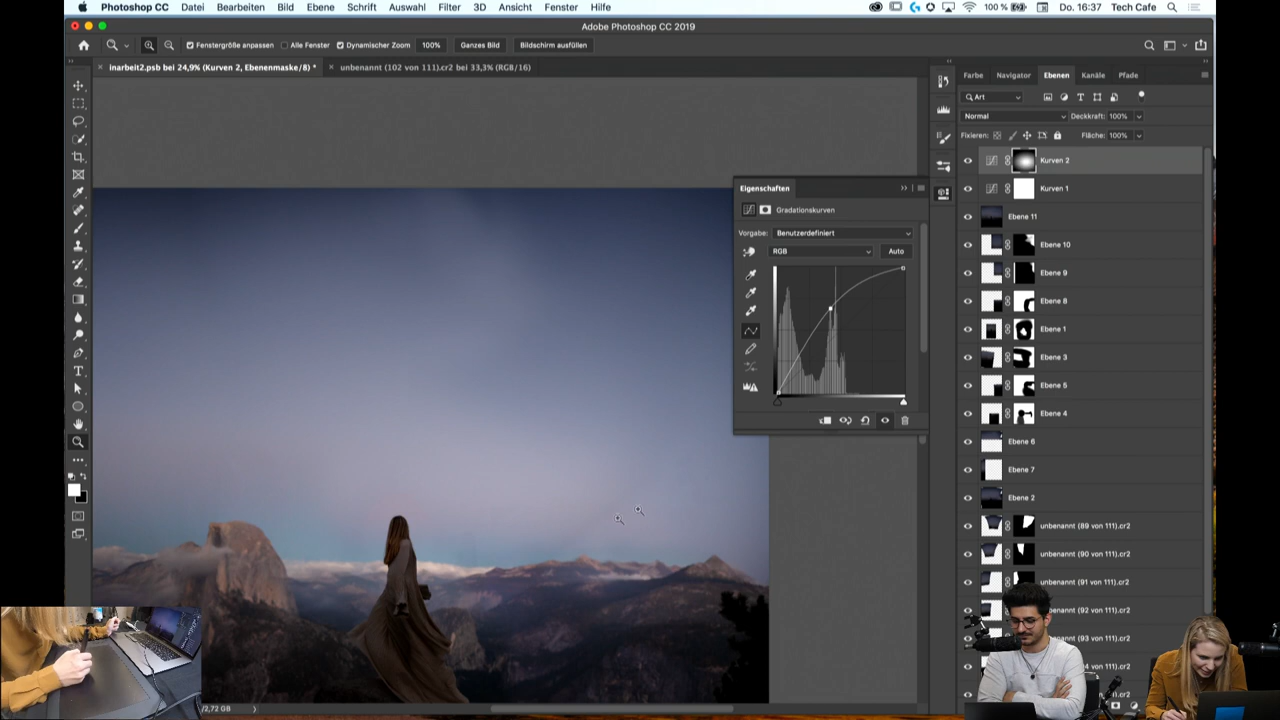 Photoshop CC Datei Bearbeiten Ebene Bild Schrift Auswahl Filter 3D Ansicht Fenster Hilfe 100 % Do. 16:37 Tech Cafe
Adobe Photoshop CC 2019
Fenstergröße anpassen Alle Fenster Dynamischer Zoom 100% Ganzes Bild Bildschirm ausfüllen
inarbeit2.psb bei 24,9% (Kurven 2, Ebenenmaske/8) * unbenannt (102 von 111).cr2 bei 33,3% (RGB/16)
Farbe Navigator Ebenen Kanäle Pfade
Art
Normal Deckkraft: 100%
Fixieren: Fläche: 100%
Kurven 2
Kurven 1
Ebene 11
Ebene 10
Ebene 9
Ebene 8
Ebene 1
Ebene 3
Ebene 5
Ebene 4
Ebene 6
Ebene 7
Ebene 2
unbenannt (89 von 111).cr2
unbenannt (90 von 111).cr2
unbenannt (91 von 111).cr2
(92 von 111).cr2
(93 von 111).cr2
von 111).cr2
Eigenschaften
Gradationskurven
Vorgabe: Benutzerdefiniert
RGB Auto
/2,72 GB